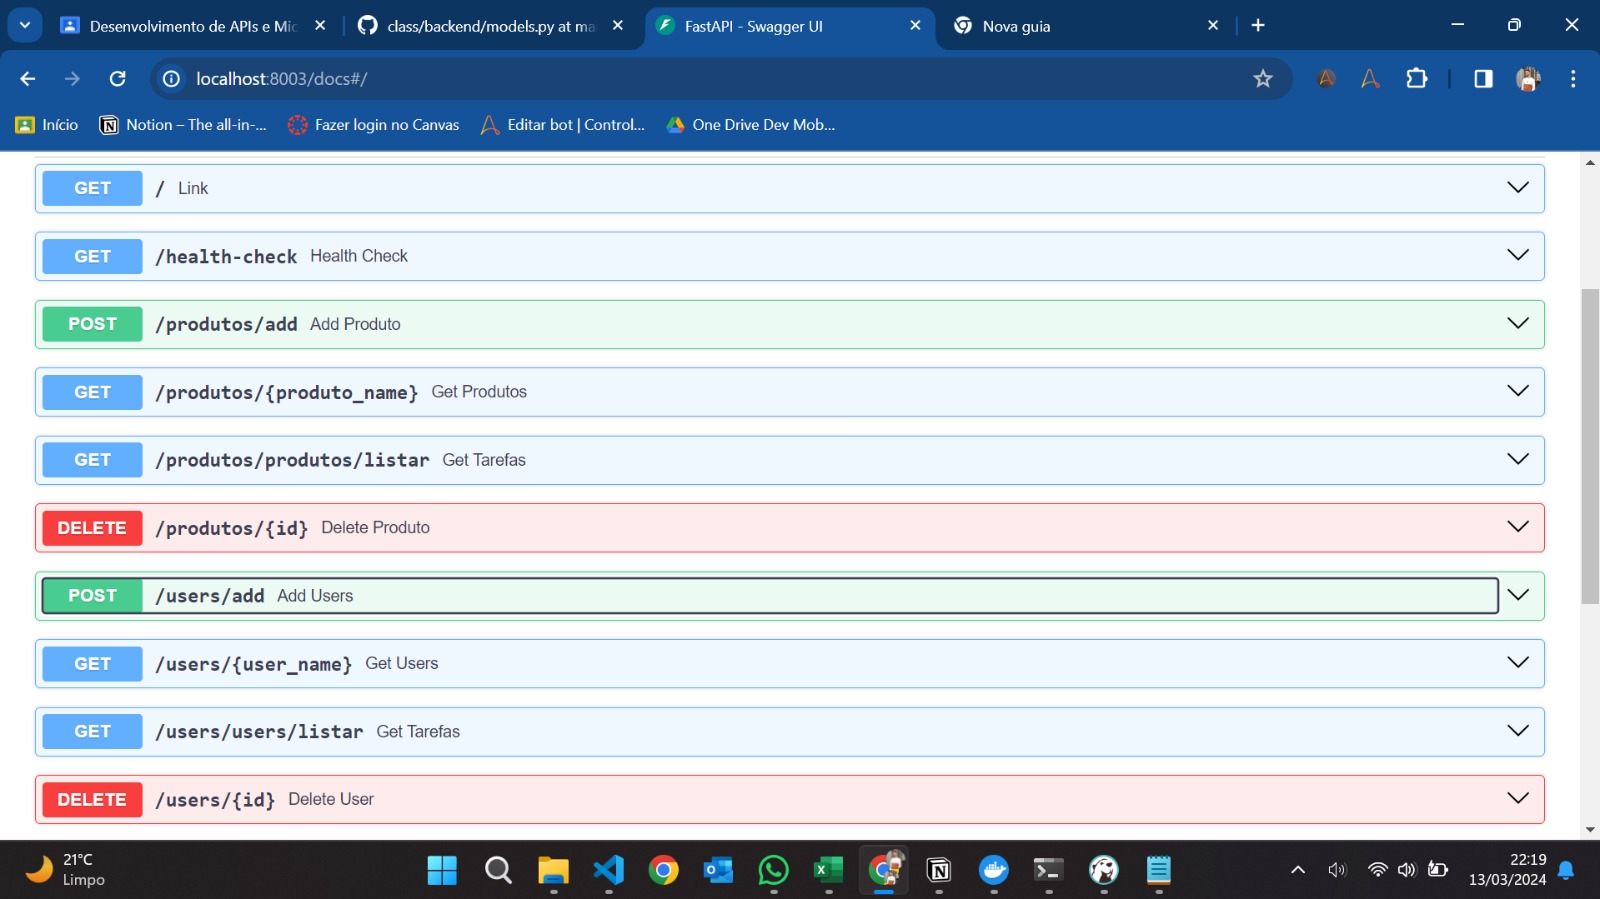 Desenvolvimento de APIs e Mic
class/backend/models.py at ma
FastAPI - Swagger UI
Nova guia
localhost:8003/docs#/
Início
Notion – The all-in-...
Fazer login no Canvas
Editar bot | Control...
One Drive Dev Mob...
GET / Link
GET /health-check Health Check
POST /produtos/add Add Produto
GET /produtos/{produto_name} Get Produtos
GET /produtos/produtos/listar Get Tarefas
DELETE /produtos/{id} Delete Produto
POST /users/add Add Users
GET /users/{user_name} Get Users
GET /users/users/listar Get Tarefas
DELETE /users/{id} Delete User
21°C
Limpo
22:19
13/03/2024